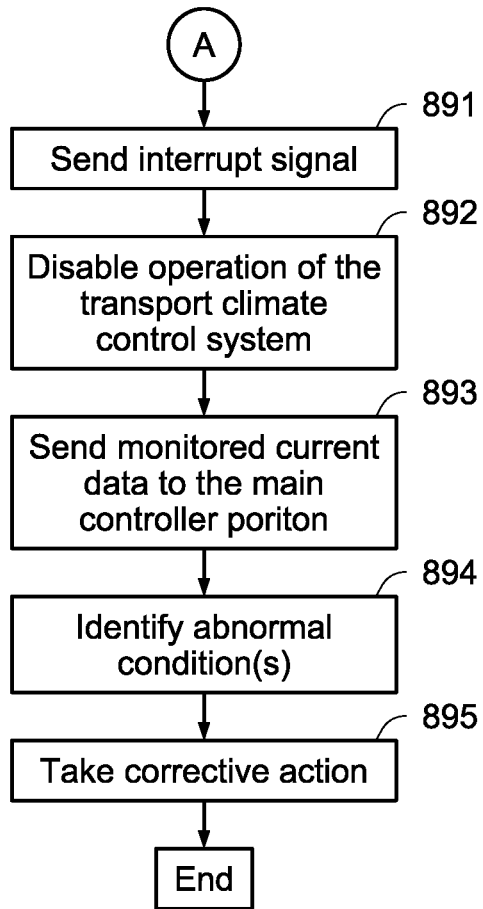 A
891
Send interrupt signal
892
Disable operation of the
transport climate
control system
893
Send monitored current
data to the main
controller poriton
894
Identify abnormal
condition(s)
895
Take corrective action
End